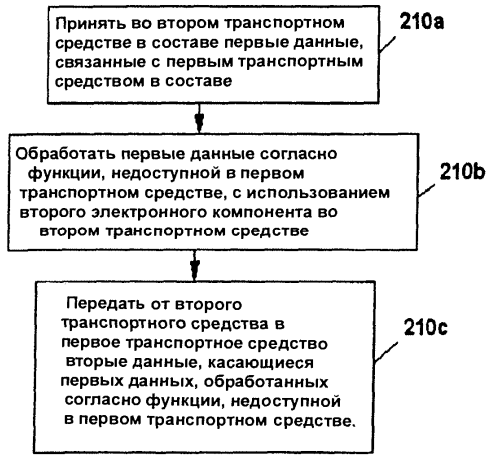 Принять во втором транспортном
средстве в составе первые данные,
связанные с первым транспортным
средством в составе
210a
Обработать первые данные согласно
функции, недоступной в первом
транспортном средстве, с использованием
второго электронного компонента во
втором транспортном средстве
210b
Передать от второго
транспортного средства в
первое транспортное средство
вторые данные, касающиеся
первых данных, обработанных
согласно функции, недоступной
в первом транспортном средстве.
210c